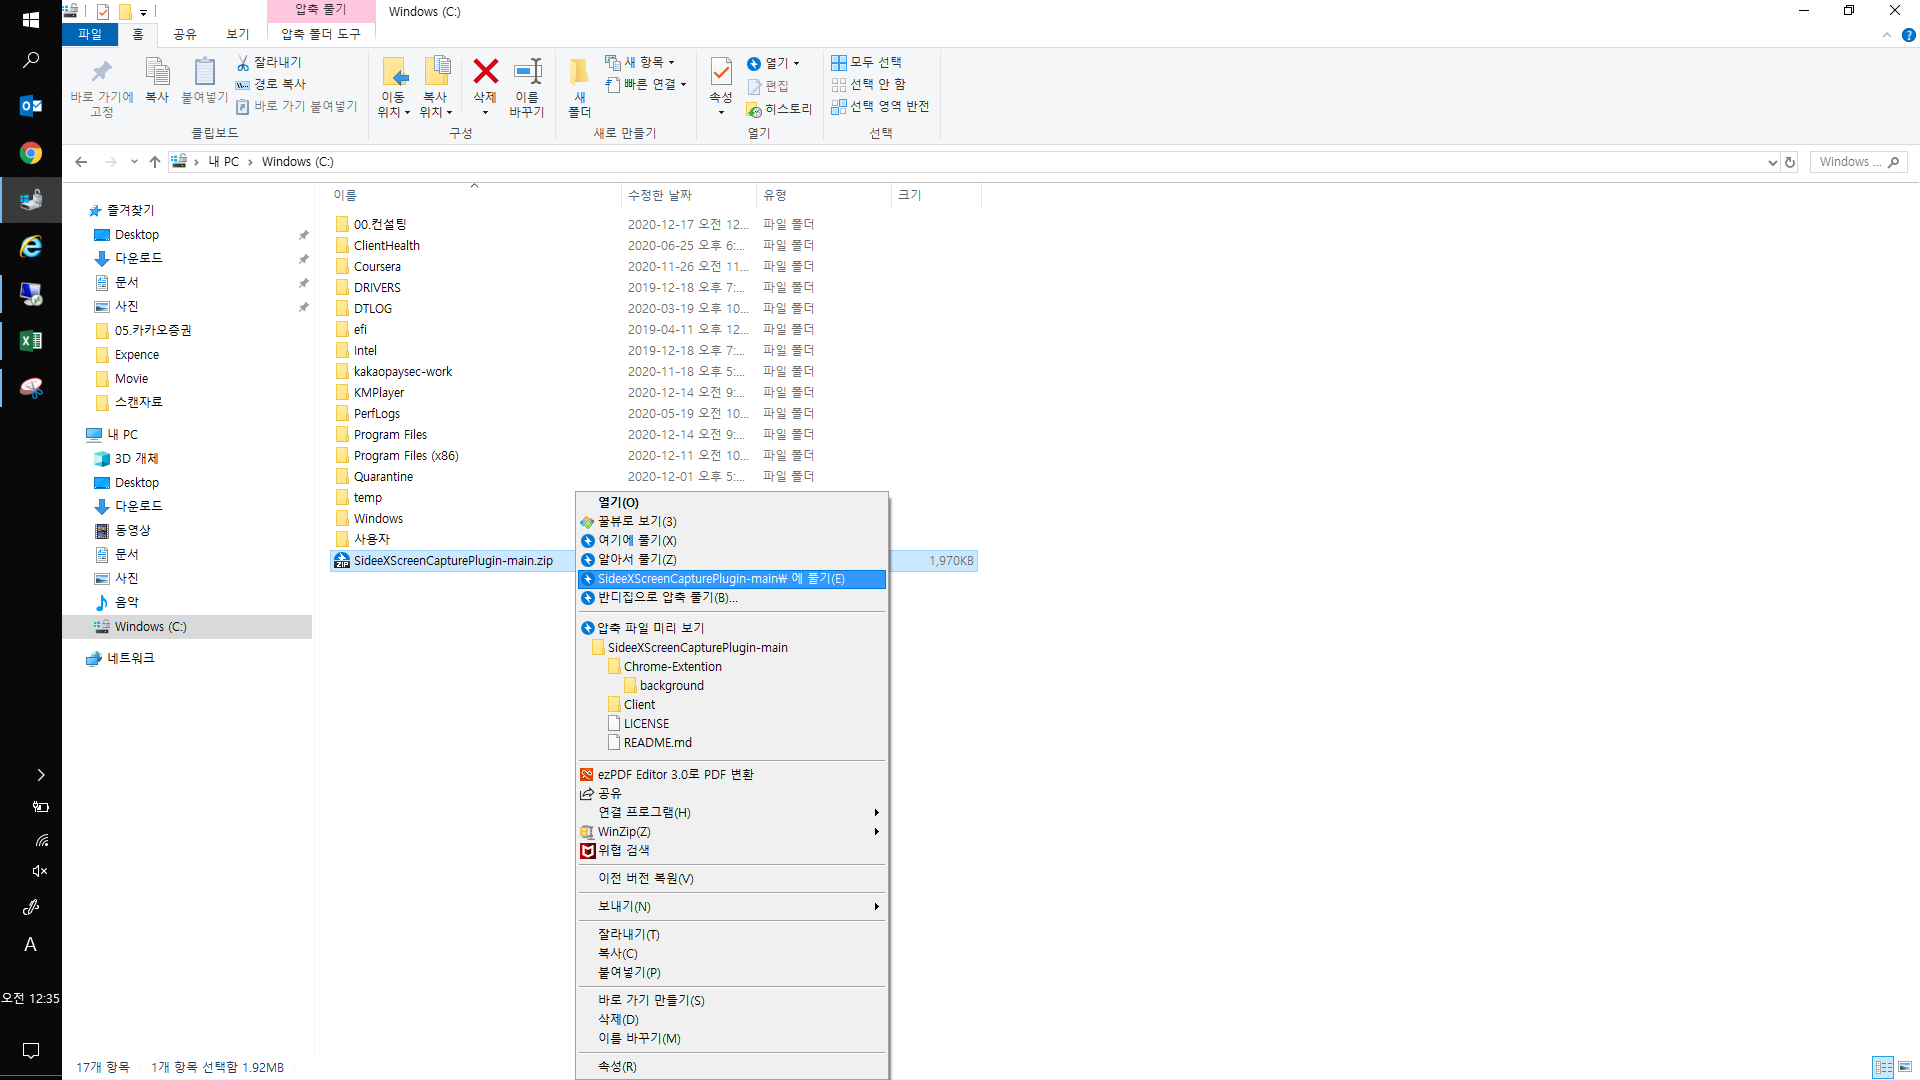 압축 풀기
Windows (C:)
파일
홈
공유
보기
압축 폴더 도구
바로 가기에
고정
복사
붙여넣기
잘라내기
경로 복사
바로 가기 붙여넣기
클립보드
이동
위치
복사
위치
삭제
이름
바꾸기
구성
새
폴더
새 항목
빠른 연결
새로 만들기
속성
열기
편집
히스토리
열기
모두 선택
선택 안 함
선택 영역 반전
선택
내 PC
Windows (C:)
Windows ...
이름
수정한 날짜
유형
크기
즐겨찾기
Desktop
다운로드
문서
사진
05.카카오증권
Expence
Movie
스캔자료
내 PC
3D 개체
Desktop
다운로드
동영상
문서
사진
음악
Windows (C:)
네트워크
00.컨설팅 2020-12-17 오전 12... 파일 폴더
ClientHealth 2020-06-25 오후 6:... 파일 폴더
Coursera 2020-11-26 오전 11... 파일 폴더
DRIVERS 2019-12-18 오후 7:... 파일 폴더
DTLOG 2020-03-19 오후 10... 파일 폴더
efi 2019-04-11 오후 12... 파일 폴더
Intel 2019-12-18 오후 7:... 파일 폴더
kakaopaysec-work 2020-11-18 오후 5:... 파일 폴더
KMPlayer 2020-12-14 오전 9:... 파일 폴더
PerfLogs 2020-05-19 오전 10... 파일 폴더
Program Files 2020-12-14 오전 9:... 파일 폴더
Program Files (x86) 2020-12-11 오전 10... 파일 폴더
Quarantine 2020-12-01 오후 5:... 파일 폴더
temp
Windows
사용자
ZIP SideeXScreenCapturePlugin-main.zip 1,970KB
열기(O)
꿀뷰로 보기(3)
여기에 풀기(X)
알아서 풀기(Z)
SideeXScreenCapturePlugin-main₩ 에 풀기(E)
반디집으로 압축 풀기(B)...
압축 파일 미리 보기
SideeXScreenCapturePlugin-main
Chrome-Extention
background
Client
LICENSE
README.md
ezPDF Editor 3.0로 PDF 변환
공유
연결 프로그램(H)
WinZip(Z)
위협 검색
이전 버전 복원(V)
보내기(N)
잘라내기(T)
복사(C)
붙여넣기(P)
바로 가기 만들기(S)
삭제(D)
이름 바꾸기(M)
속성(R)
A
오전 12:35
17개 항목
1개 항목 선택함 1.92MB